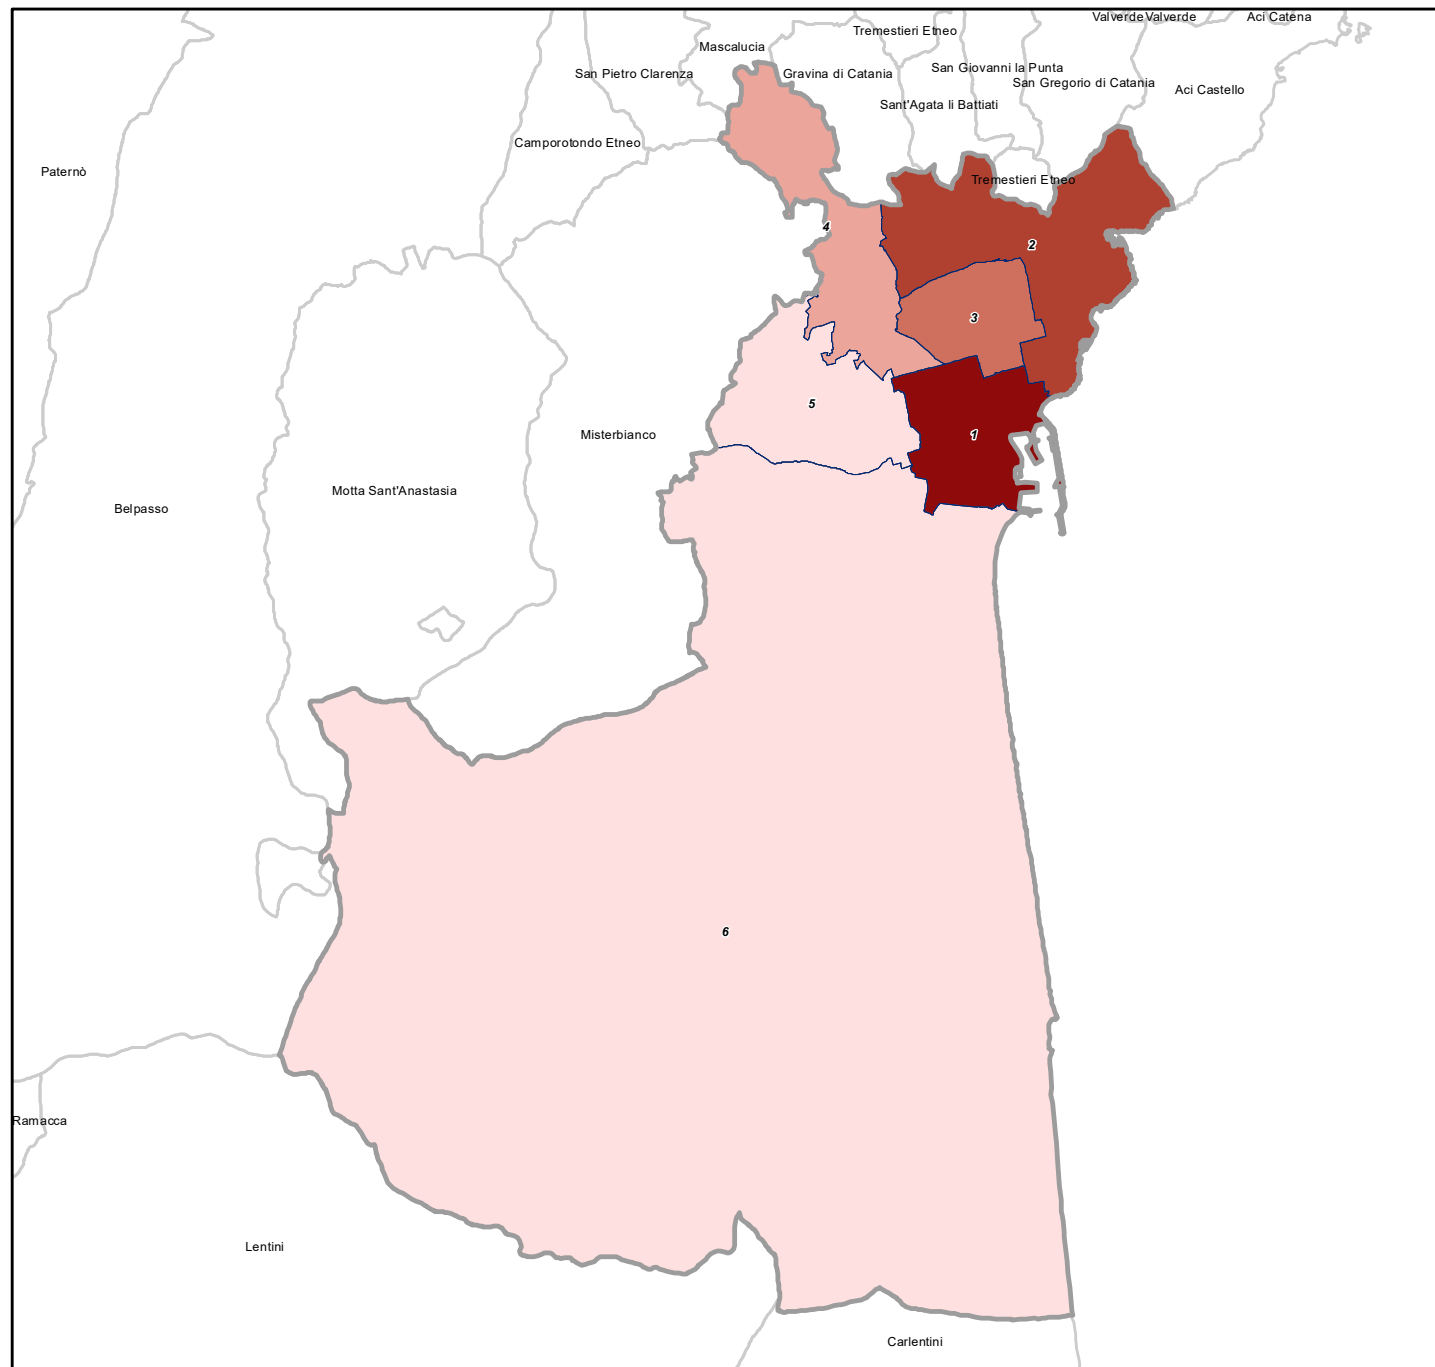 Valverde Valverde
Aci Catena
Tremestieri Etneo
Mascalucia
San Pietro Clarenza
Gravina di Catania
San Giovanni la Punta
San Gregorio di Catania
Aci Castello
Sant'Agata li Battiati
Camporotondo Etneo
Paternò
Tremestieri Etneo
4
2
3
5
Misterbianco
1
Motta Sant'Anastasia
Belpasso
6
Ramacca
Lentini
Carlentini